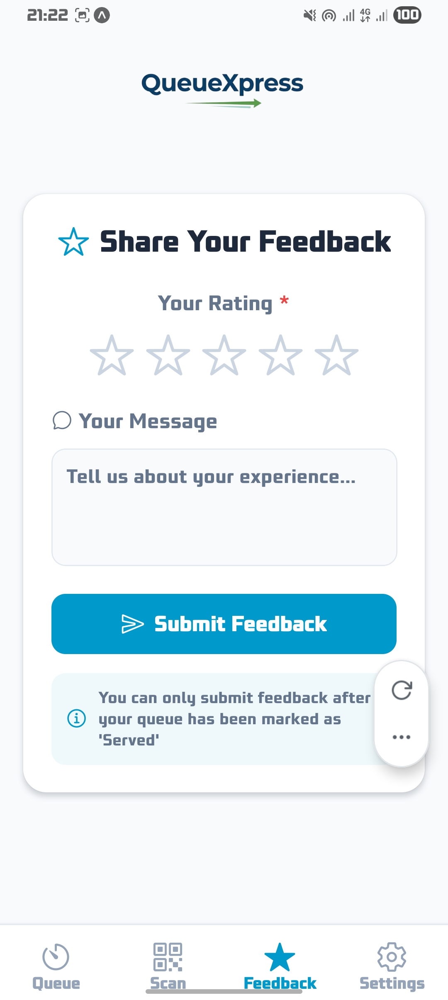 21:22
4G
100
QueueXpress
Share Your Feedback
Your Rating *
Your Message
Tell us about your experience...
Submit Feedback
You can only submit feedback after
your queue has been marked as
'Served'
Queue
Scan
Feedback
Settings